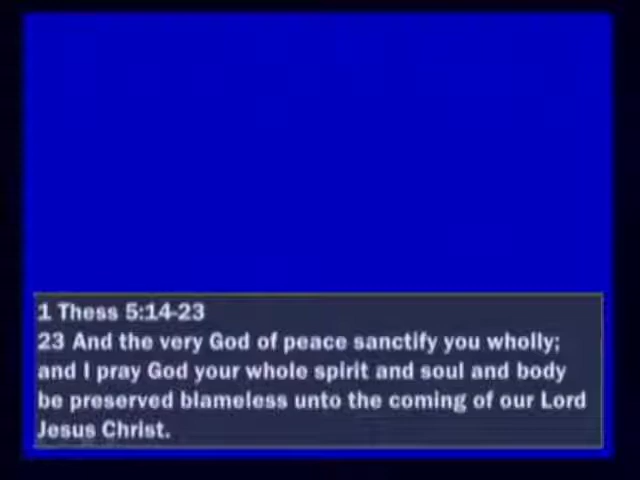 1 Thess 5:14-23
23 And the very God of peace sanctify you wholly;
and I pray God your whole spirit and soul and body
be preserved blameless unto the coming of our Lord
Jesus Christ.